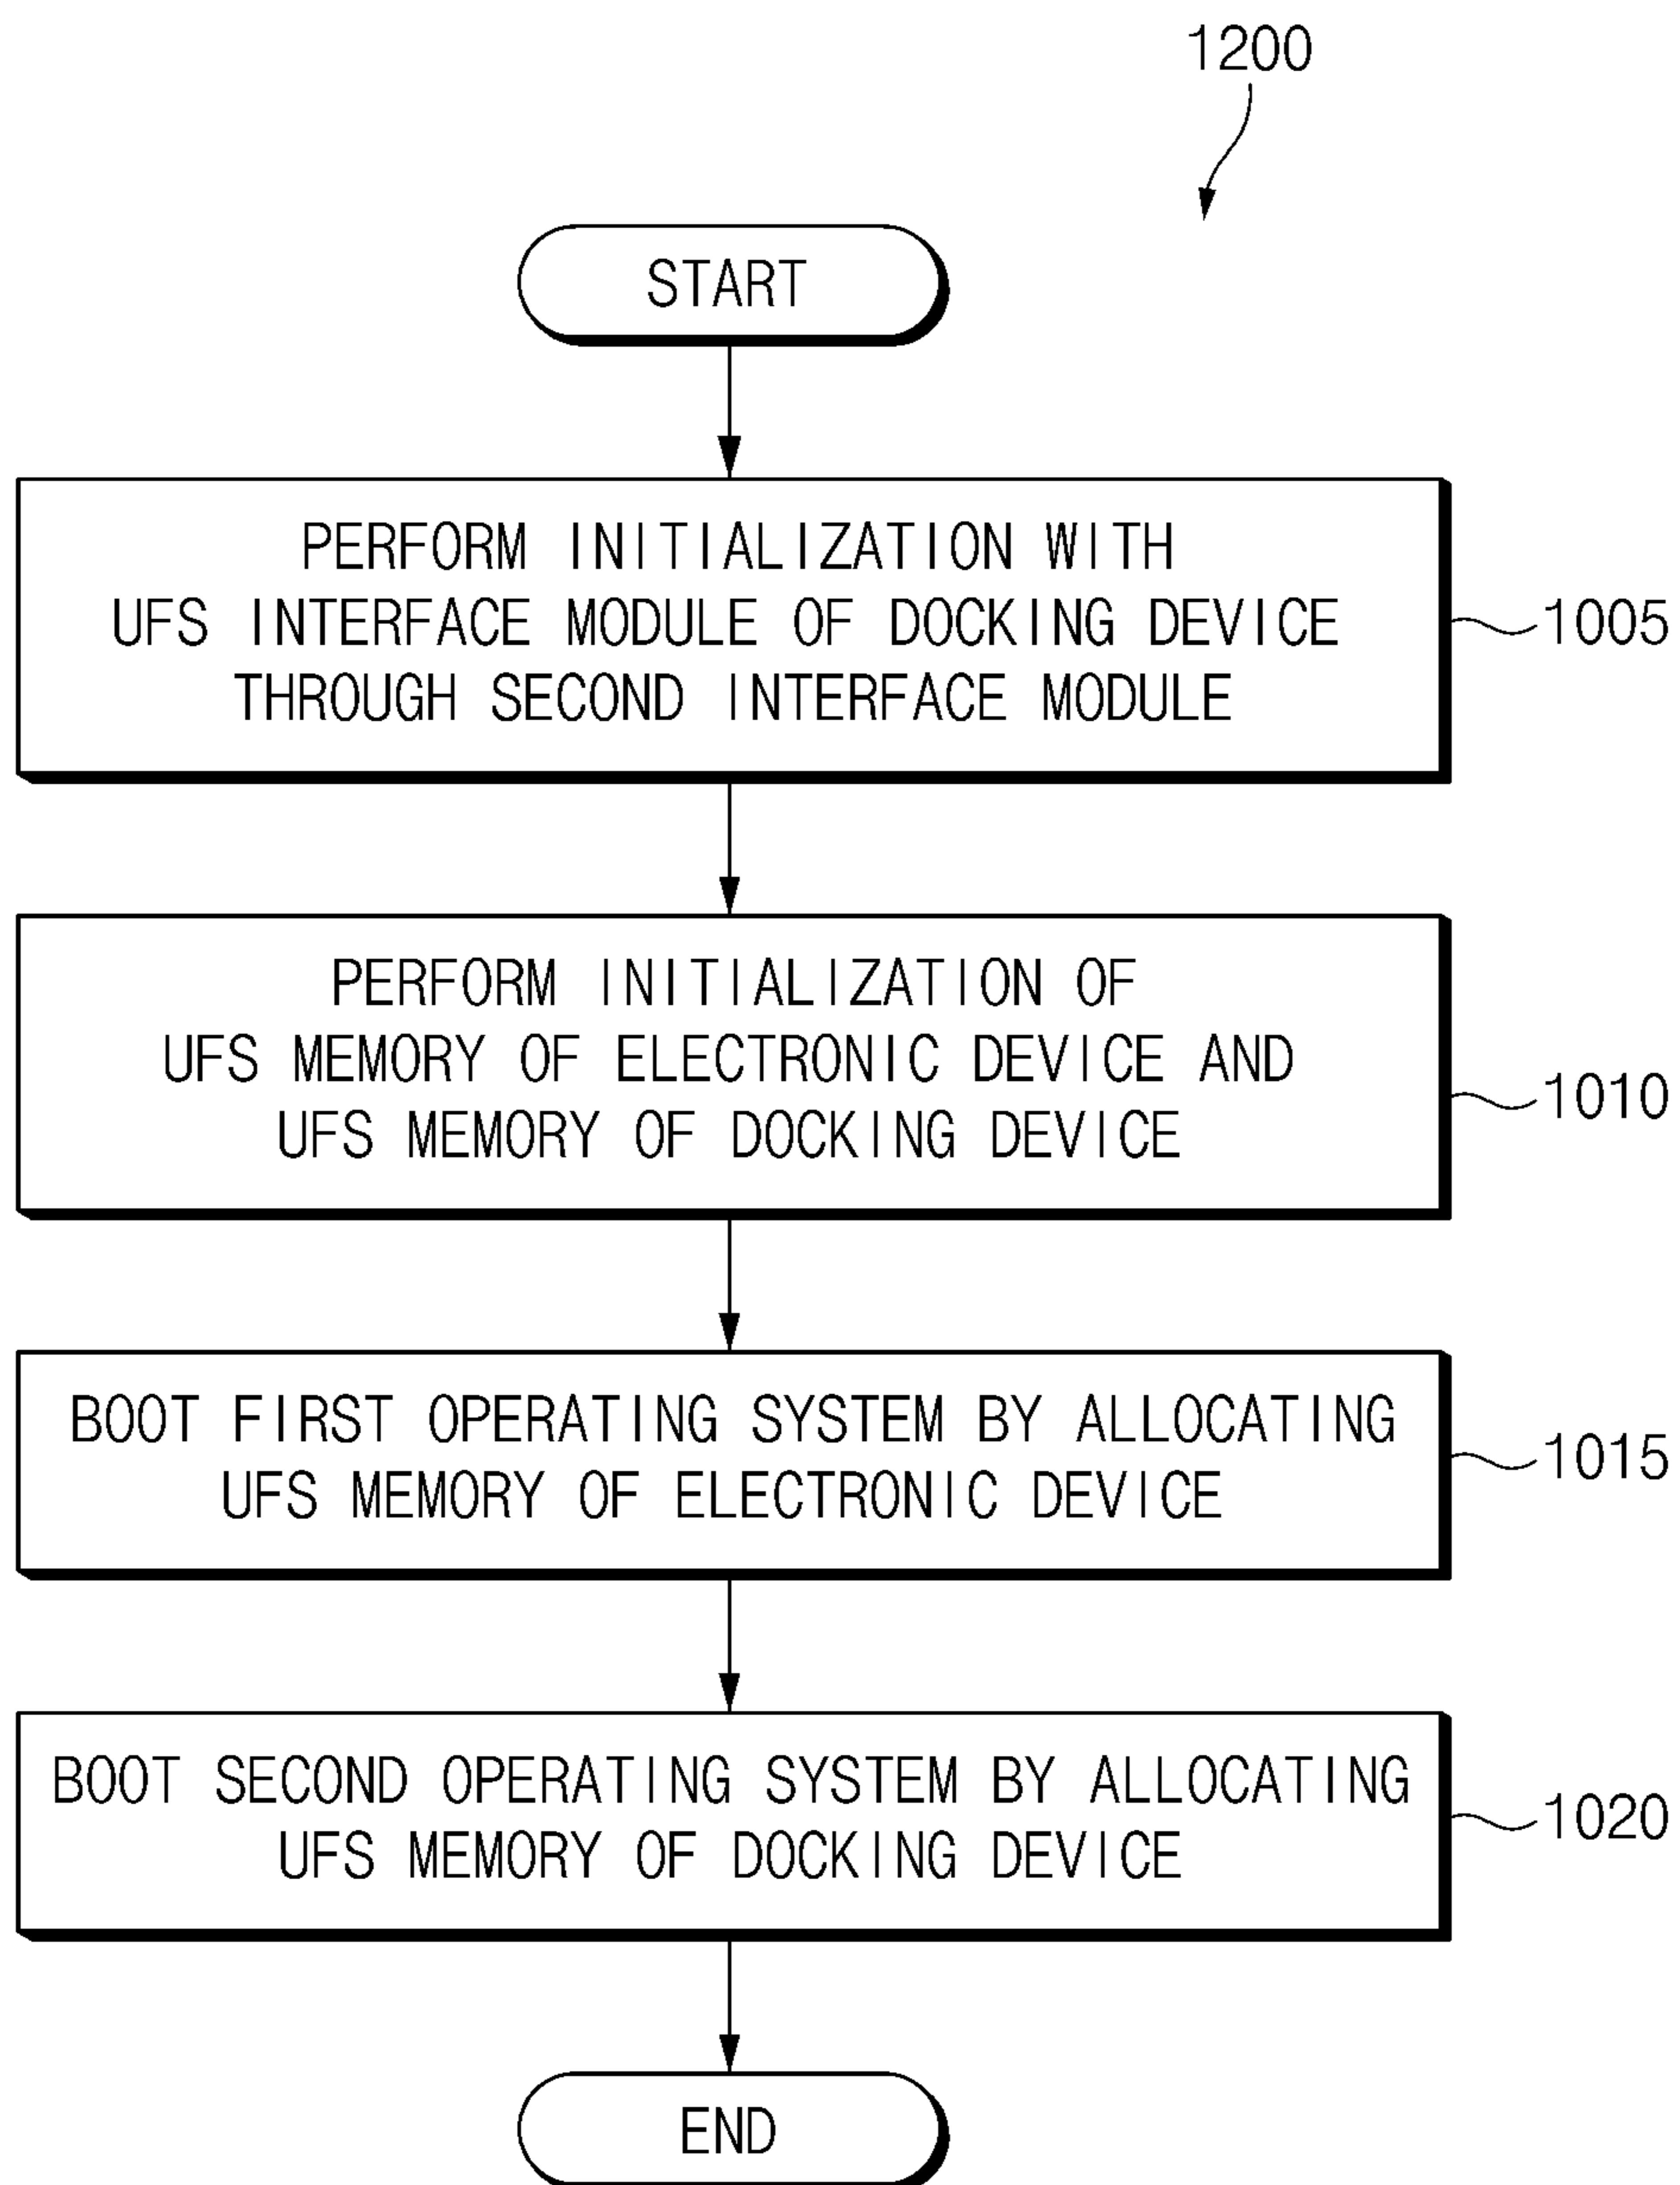 1200
START
PERFORM INITIALIZATION WITH
UFS INTERFACE MODULE OF DOCKING DEVICE
THROUGH SECOND INTERFACE MODULE
1005
PERFORM INITIALIZATION OF
UFS MEMORY OF ELECTRONIC DEVICE AND
UFS MEMORY OF DOCKING DEVICE
1010
BOOT FIRST OPERATING SYSTEM BY ALLOCATING
UFS MEMORY OF ELECTRONIC DEVICE
1015
BOOT SECOND OPERATING SYSTEM BY ALLOCATING
UFS MEMORY OF DOCKING DEVICE
1020
END